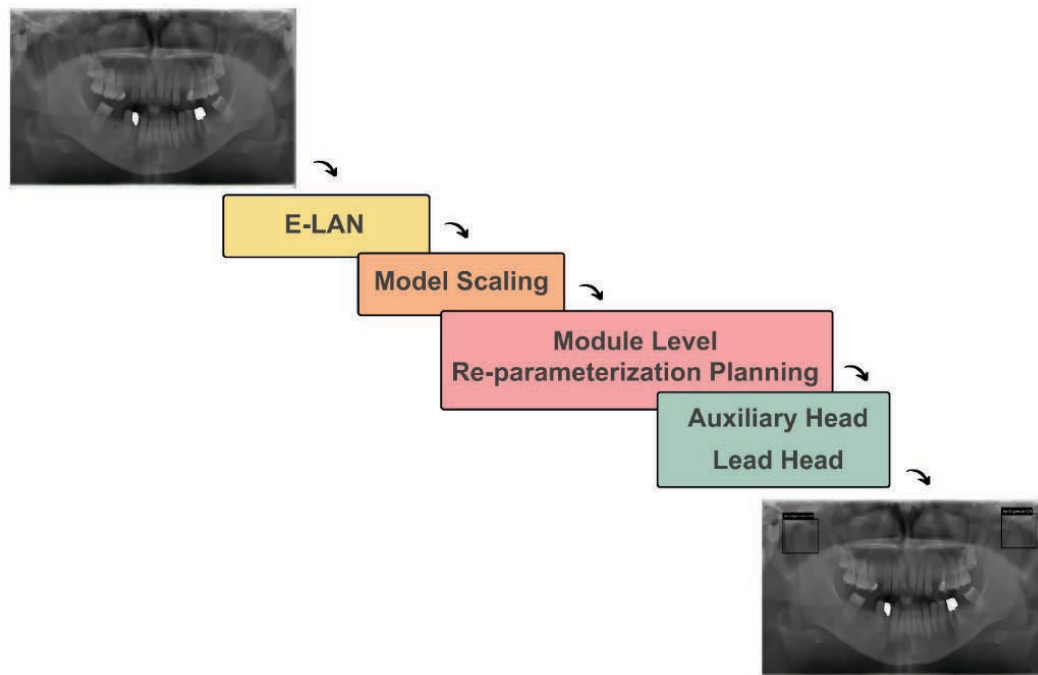 E-LAN
Model Scaling
Module Level
Re-parameterization Planning
Auxiliary Head
Lead Head